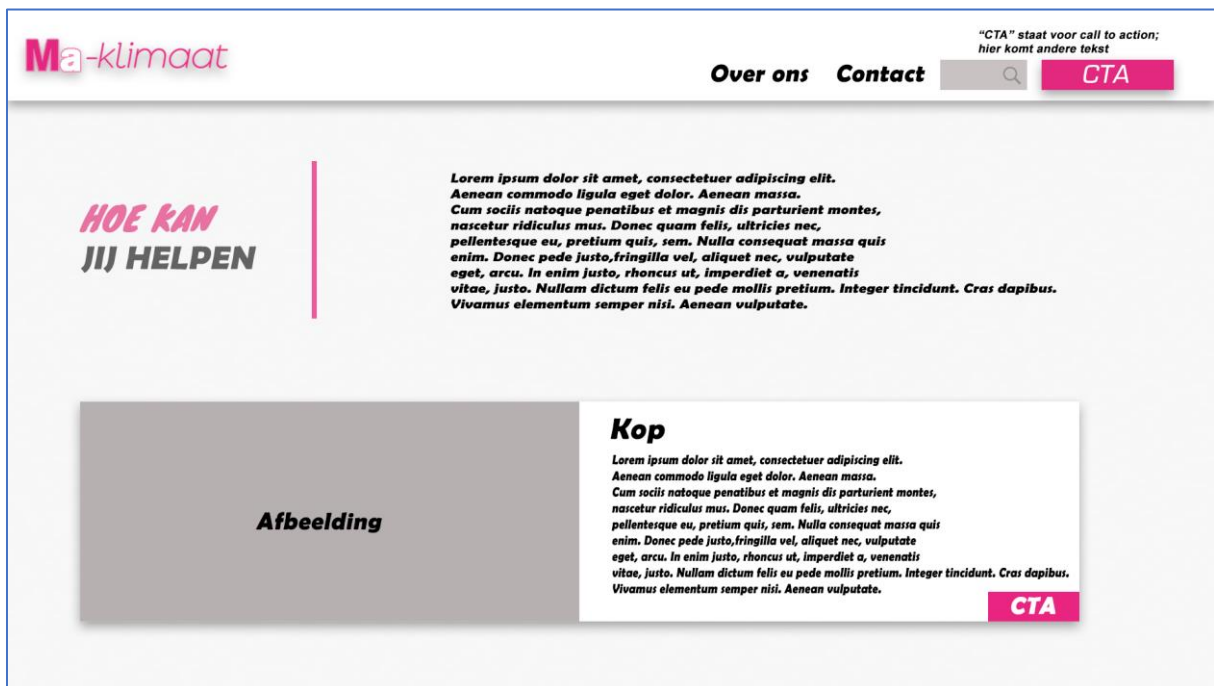 Ma-klimaat
"CTA" staat voor call to action;
hier komt andere tekst
Over ons
Contact
CTA
HOE KAN
JIJ HELPEN
Lorem ipsum dolor sit amet, consectetuer adipiscing elit.
Aenean commodo ligula eget dolor. Aenean massa.
Cum sociis natoque penatibus et magnis dis parturient montes,
nascetur ridiculus mus. Donec quam felis, ultricies nec,
pellentesque eu, pretium quis, sem. Nulla consequat massa quis
enim. Donec pede justo,fringilla vel, aliquet nec, vulputate
eget, arcu. In enim justo, rhoncus ut, imperdiet a, venenatis
vitae, justo. Nullam dictum felis eu pede mollis pretium. Integer tincidunt. Cras dapibus.
Vivamus elementum semper nisi. Aenean vulputate.
Afbeelding
Kop
Lorem ipsum dolor sit amet, consectetuer adipiscing elit.
Aenean commodo ligula eget dolor. Aenean massa.
Cum sociis natoque penatibus et magnis dis parturient montes,
nascetur ridiculus mus. Donec quam felis, ultricies nec,
pellentesque eu, pretium quis, sem. Nulla consequat massa quis
enim. Donec pede justo,fringilla vel, aliquet nec, vulputate
eget, arcu. In enim justo, rhoncus ut, imperdiet a, venenatis
vitae, justo. Nullam dictum felis eu pede mollis pretium. Integer tincidunt. Cras dapibus.
Vivamus elementum semper nisi. Aenean vulputate.
CTA